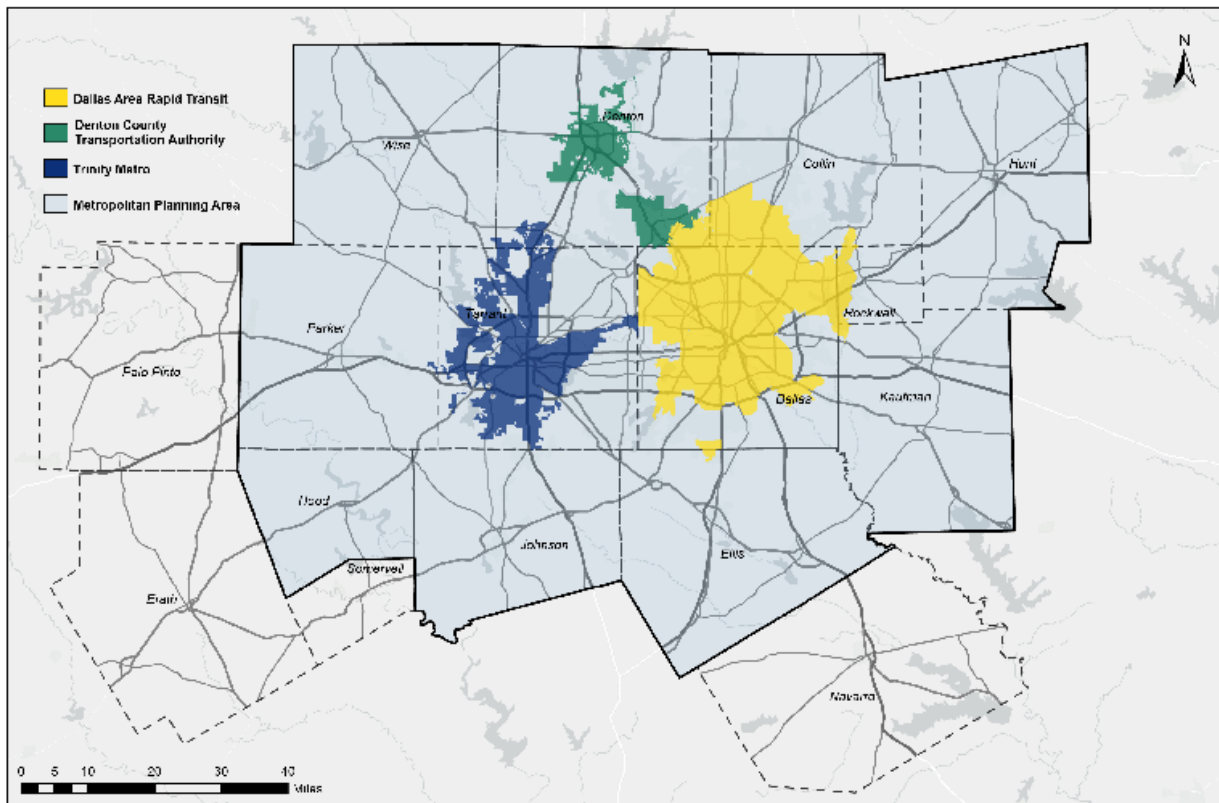 N
Dallas Area Rapid Transit
Denton County
Transportation Authority
Trinity Metro
Metropolitan Planning Area
Denton
Wise
Collin
Hunt
Tarrant
Rockwall
Parker
Palo Pinto
Dallas
Kaufman
Hood
Johnson
Ellis
Somervell
Erath
Navarro
0 5 10 20 30 40
Miles